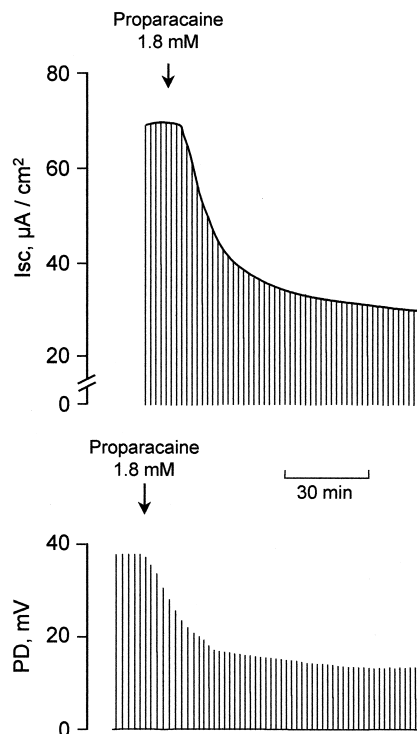 Proparacaine
1.8 mM
80
60
40
20
0
Isc, µA / cm²
Proparacaine
1.8 mM
30 min
40
20
0
PD, mV